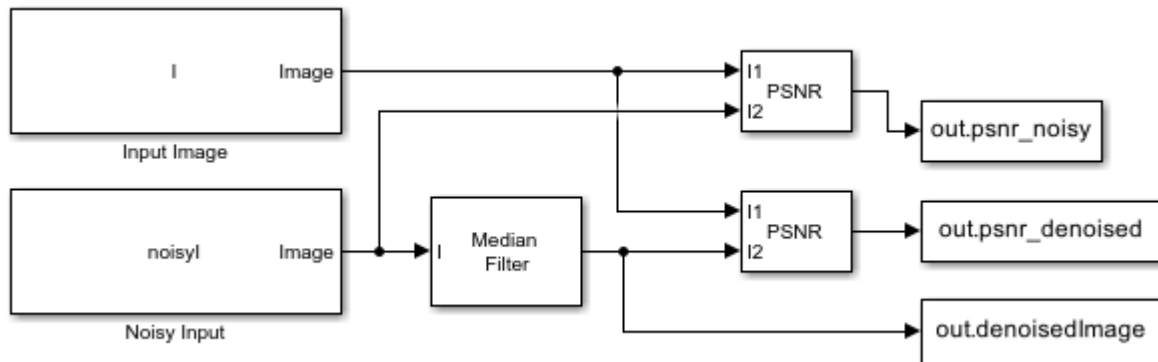 I
Image
Input Image
I1
PSNR
I2
out.psnr_noisy
noisyI
Image
Noisy Input
I
Median
Filter
I1
PSNR
I2
out.psnr_denoised
out.denoisedImage